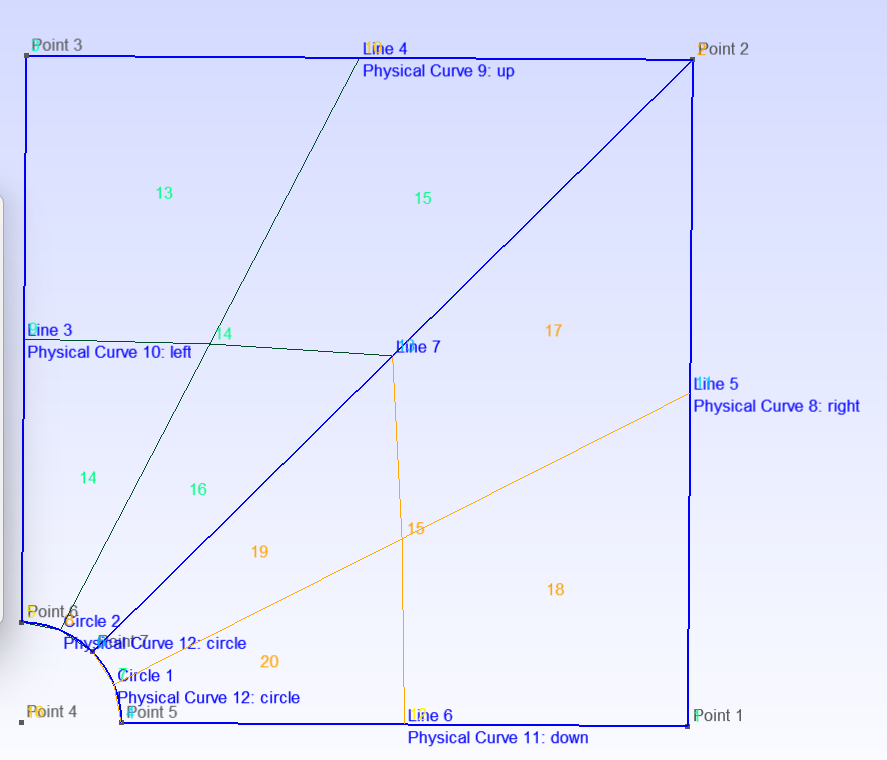 Point 3
Line 4
Point 2
Physical Curve 9: up
13
15
Line 3
14
17
Line 7
Physical Curve 10: left
Line 5
Physical Curve 8: right
14
16
15
19
18
Point 6
Circle 2
Physical Curve 12: circle
20
Circle 1
Physical Curve 12: circle
Point 4
Point 5
Line 6
Point 1
Physical Curve 11: down